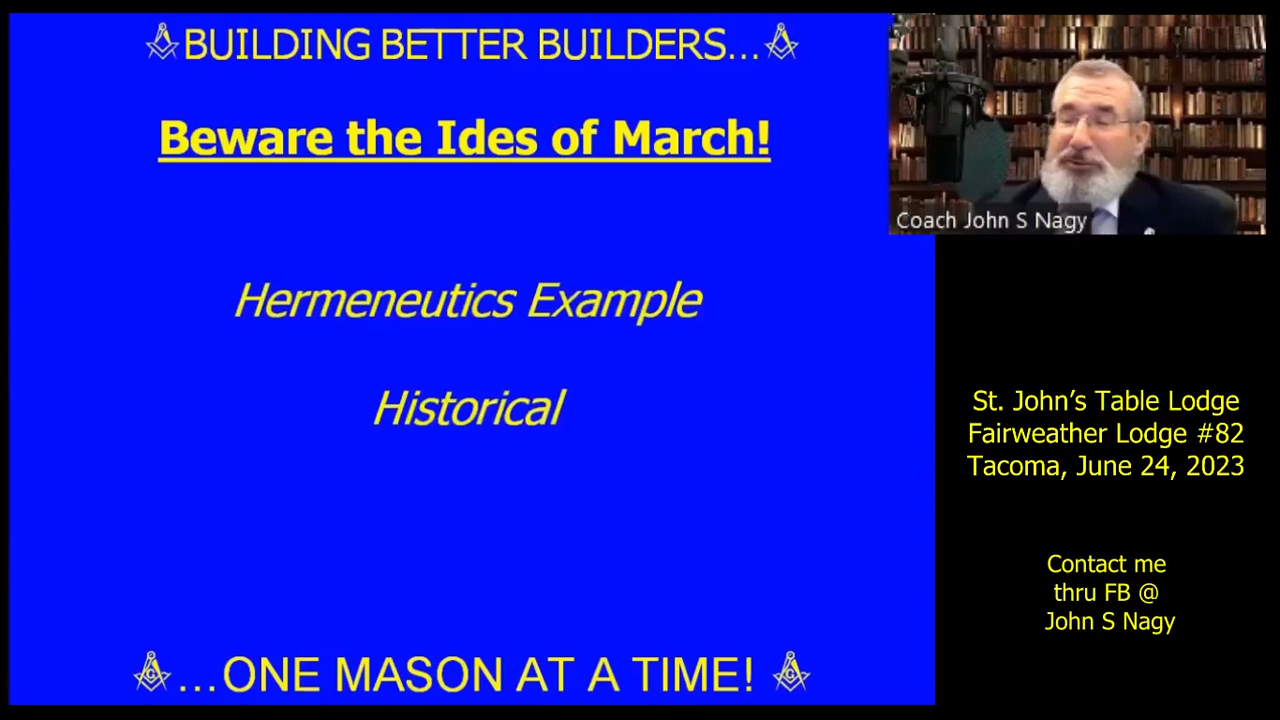 BUILDING BETTER BUILDERS...
Beware the Ides of March!
Hermeneutics Example
Historical
...ONE MASON AT A TIME!
Coach John S Nagy
St. John's Table Lodge
Fairweather Lodge #82
Tacoma, June 24, 2023
Contact me
thru FB @
John S Nagy